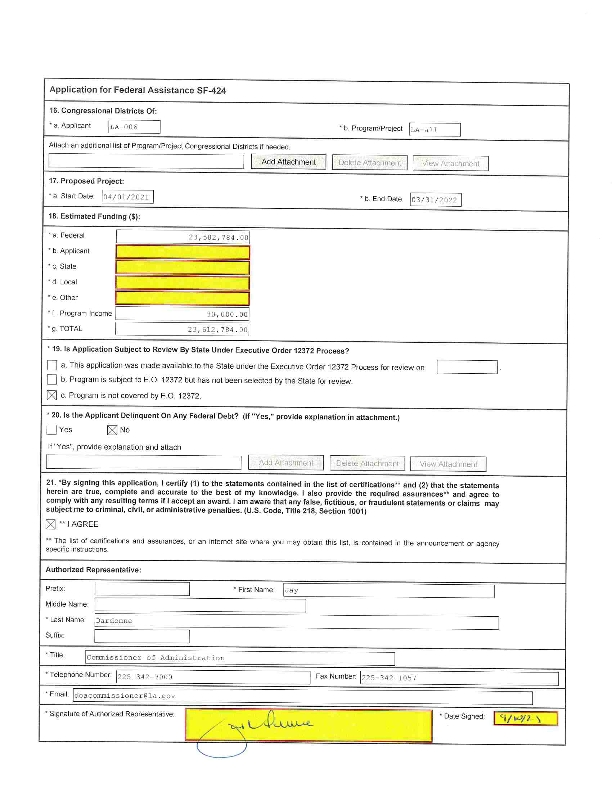 Application for Federal Assistance SF-424
16. Congressional Districts Of:
* a. Applicant LA-006 * b. Program/Project LA-all
Attach an additional list of Program/Project Congressional Districts if needed.
Add Attachment Delete Attachment View Attachment
17. Proposed Project:
* a. Start Date: 04/01/2021 * b. End Date: 03/31/2022
18. Estimated Funding ($):
* a. Federal 23,582,784.00
* b. Applicant
* c. State
* d. Local
* e. Other
* f. Program Income 30,000.00
* g. TOTAL 23,612,784.00
* 19. Is Application Subject to Review By State Under Executive Order 12372 Process?
a. This application was made available to the State under the Executive Order 12372 Process for review on .
b. Program is subject to E.O. 12372 but has not been selected by the State for review.
c. Program is not covered by E.O. 12372.
* 20. Is the Applicant Delinquent On Any Federal Debt? (If "Yes," provide explanation in attachment.)
Yes No
If "Yes", provide explanation and attach
Add Attachment Delete Attachment View Attachment
21. *By signing this application, I certify (1) to the statements contained in the list of certifications** and (2) that the statements
herein are true, complete and accurate to the best of my knowledge. I also provide the required assurances** and agree to
comply with any resulting terms if I accept an award. I am aware that any false, fictitious, or fraudulent statements or claims may
subject me to criminal, civil, or administrative penalties. (U.S. Code, Title 218, Section 1001)
** I AGREE
** The list of certifications and assurances, or an internet site where you may obtain this list, is contained in the announcement or agency
specific instructions.
Authorized Representative:
Prefix: * First Name: Jay
Middle Name:
* Last Name: Dardenne
Suffix:
* Title: Commissioner of Administration
* Telephone Number: 225-342-7000 Fax Number: 225-342-1057
* Email: doacommissioner@la.gov
* Signature of Authorized Representative: * Date Signed: